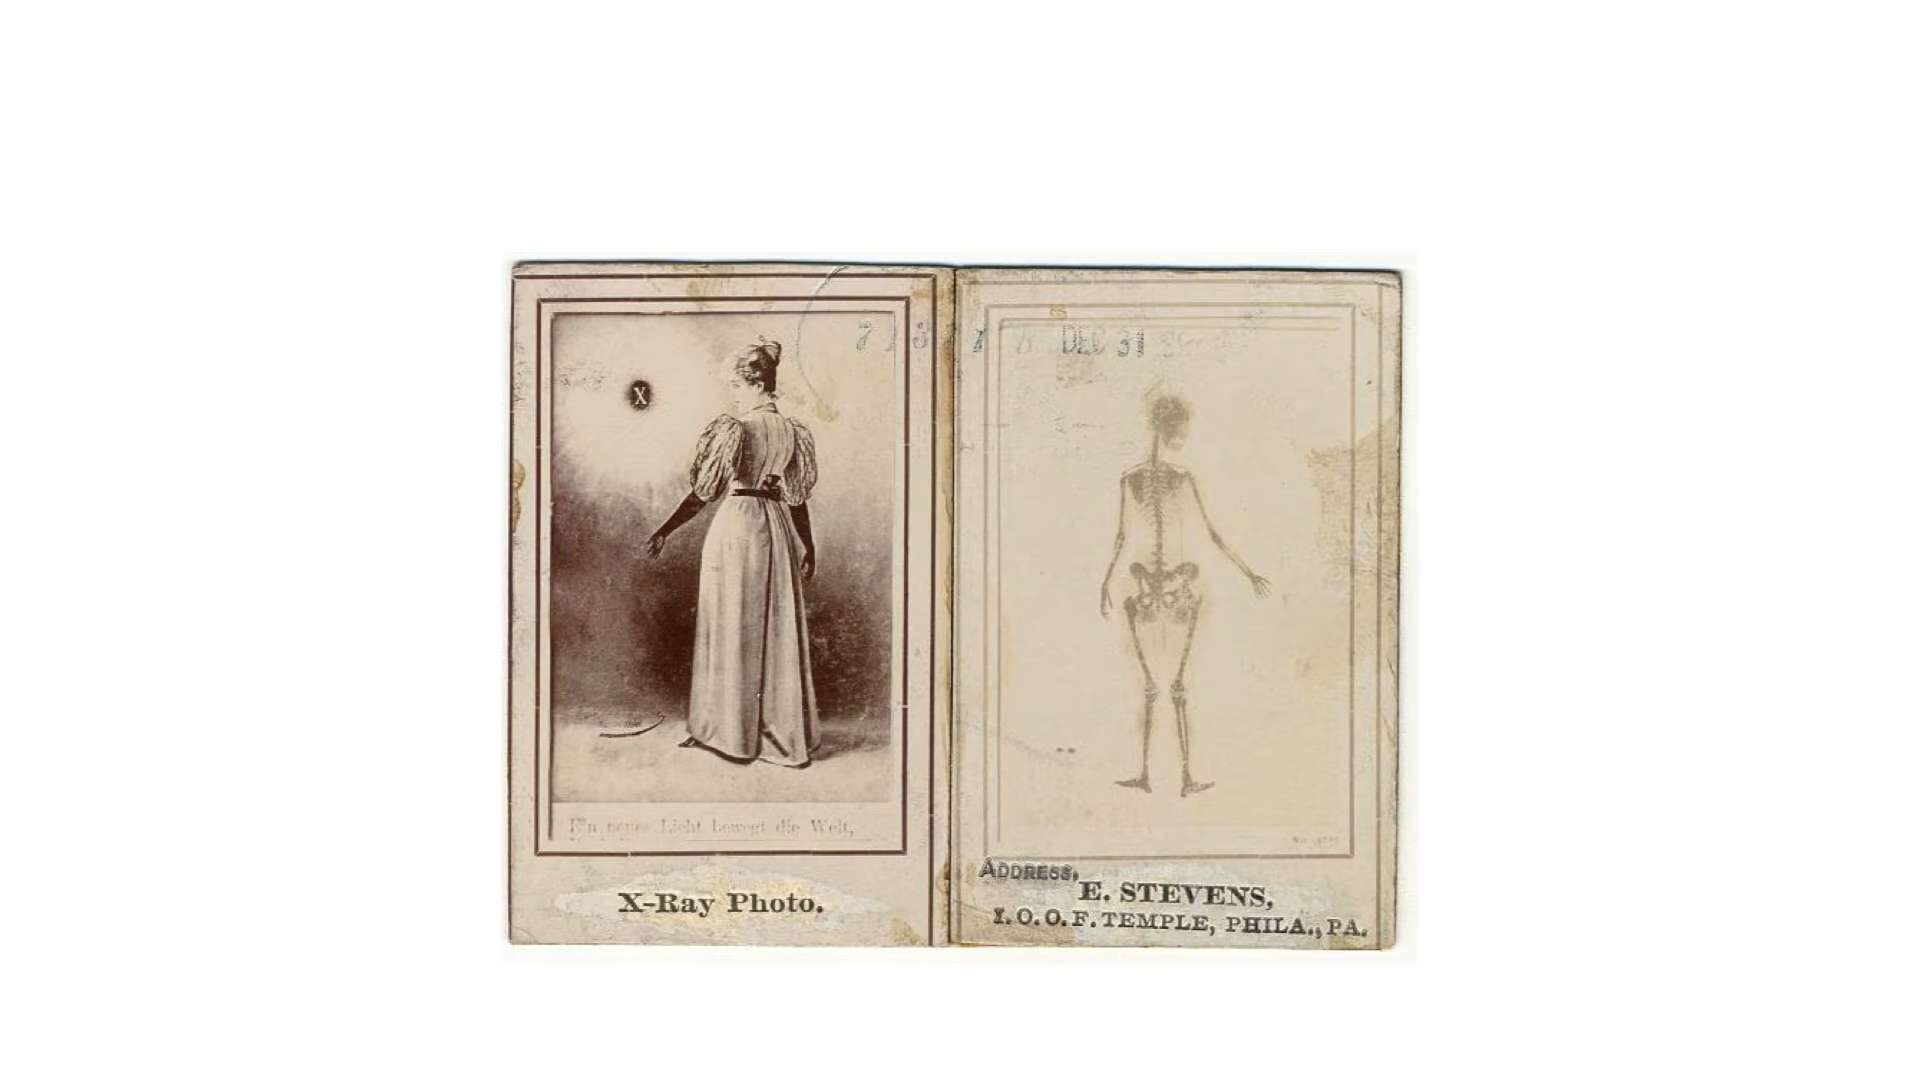 X
DEC 31
Ein neues Licht bewegt die Welt,
X-Ray Photo.
ADDRESS,
E. STEVENS,
I. O. O. F. TEMPLE, PHILA., PA.